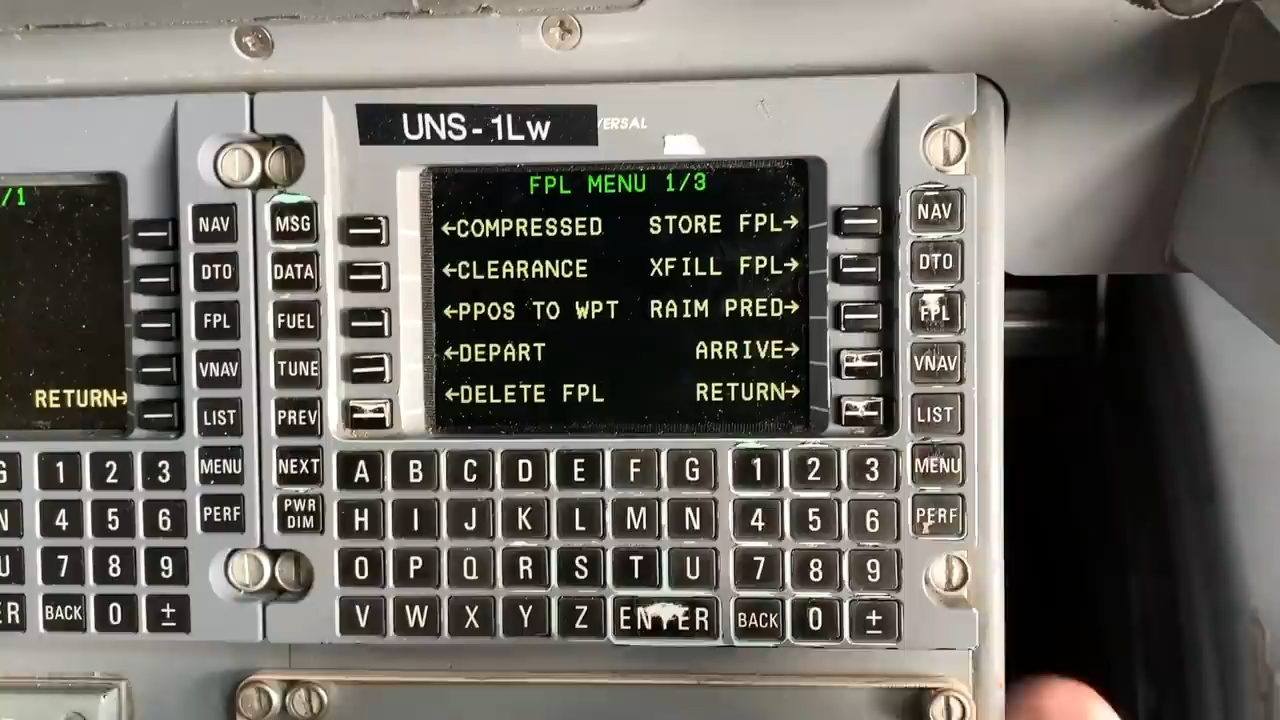 UNS-1Lw
ERSAL
/1
RETURN→
FPL MENU 1/3
←COMPRESSED STORE FPL→
←CLEARANCE XFILL FPL→
←PPOS TO WPT RAIM PRED→
←DEPART ARRIVE→
←DELETE FPL RETURN→
NAV MSG NAV
DTO DATA DTO
FPL FUEL FPL
VNAV TUNE VNAV
LIST PREV LIST
1 2 3 MENU NEXT A B C D E F G 1 2 3 MENU
N 4 5 6 PERF PWR DIM H I J K L M N 4 5 6 PERF
U 7 8 9 O P Q R S T U 7 8 9
ER BACK 0 ± V W X Y Z ENTER BACK 0 ±